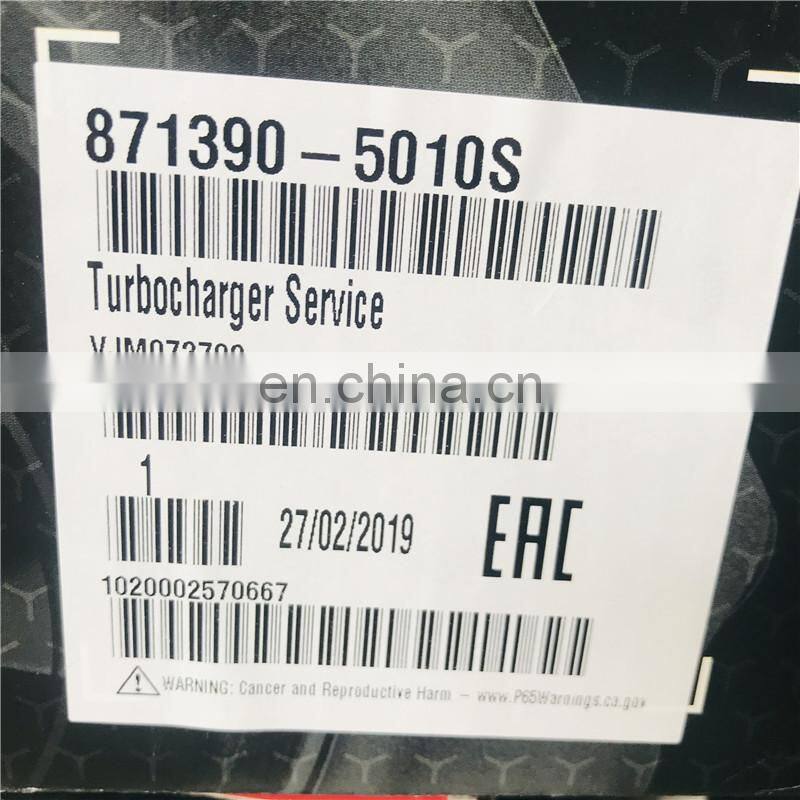 871390-5010S
Turbocharger Service
en.china.cn
1
27/02/2019
EAC
1020002570667
WARNING: Cancer and Reproductive Harm - www.P65Warnings.ca.gov